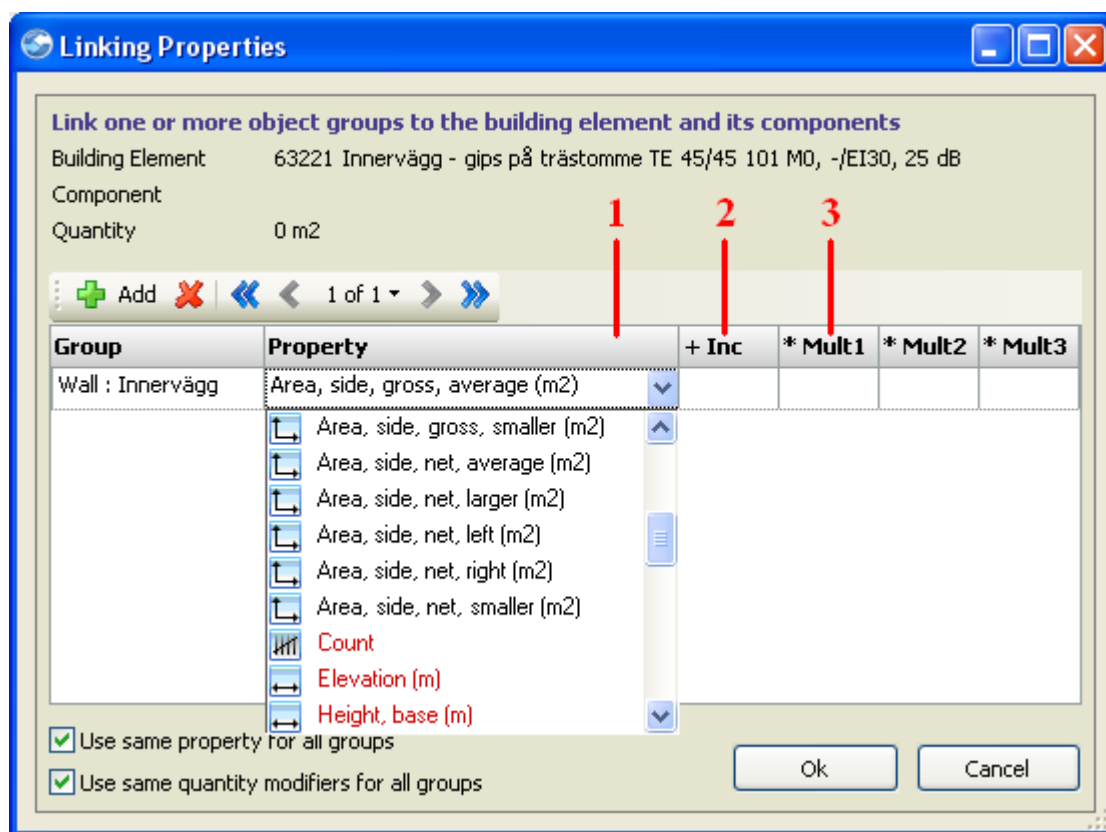 Linking Properties
Link one or more object groups to the building element and its components
Building Element 63221 Innervägg - gips på trästomme TE 45/45 101 M0, -/EI30, 25 dB
Component
Quantity 0 m2
1 2 3
Add 1 of 1
Group Property + Inc * Mult1 * Mult2 * Mult3
Wall : Innervägg Area, side, gross, average (m2)
Area, side, gross, smaller (m2)
Area, side, net, average (m2)
Area, side, net, larger (m2)
Area, side, net, left (m2)
Area, side, net, right (m2)
Area, side, net, smaller (m2)
Count
Elevation (m)
Height, base (m)
Use same property for all groups
Use same quantity modifiers for all groups
Ok Cancel